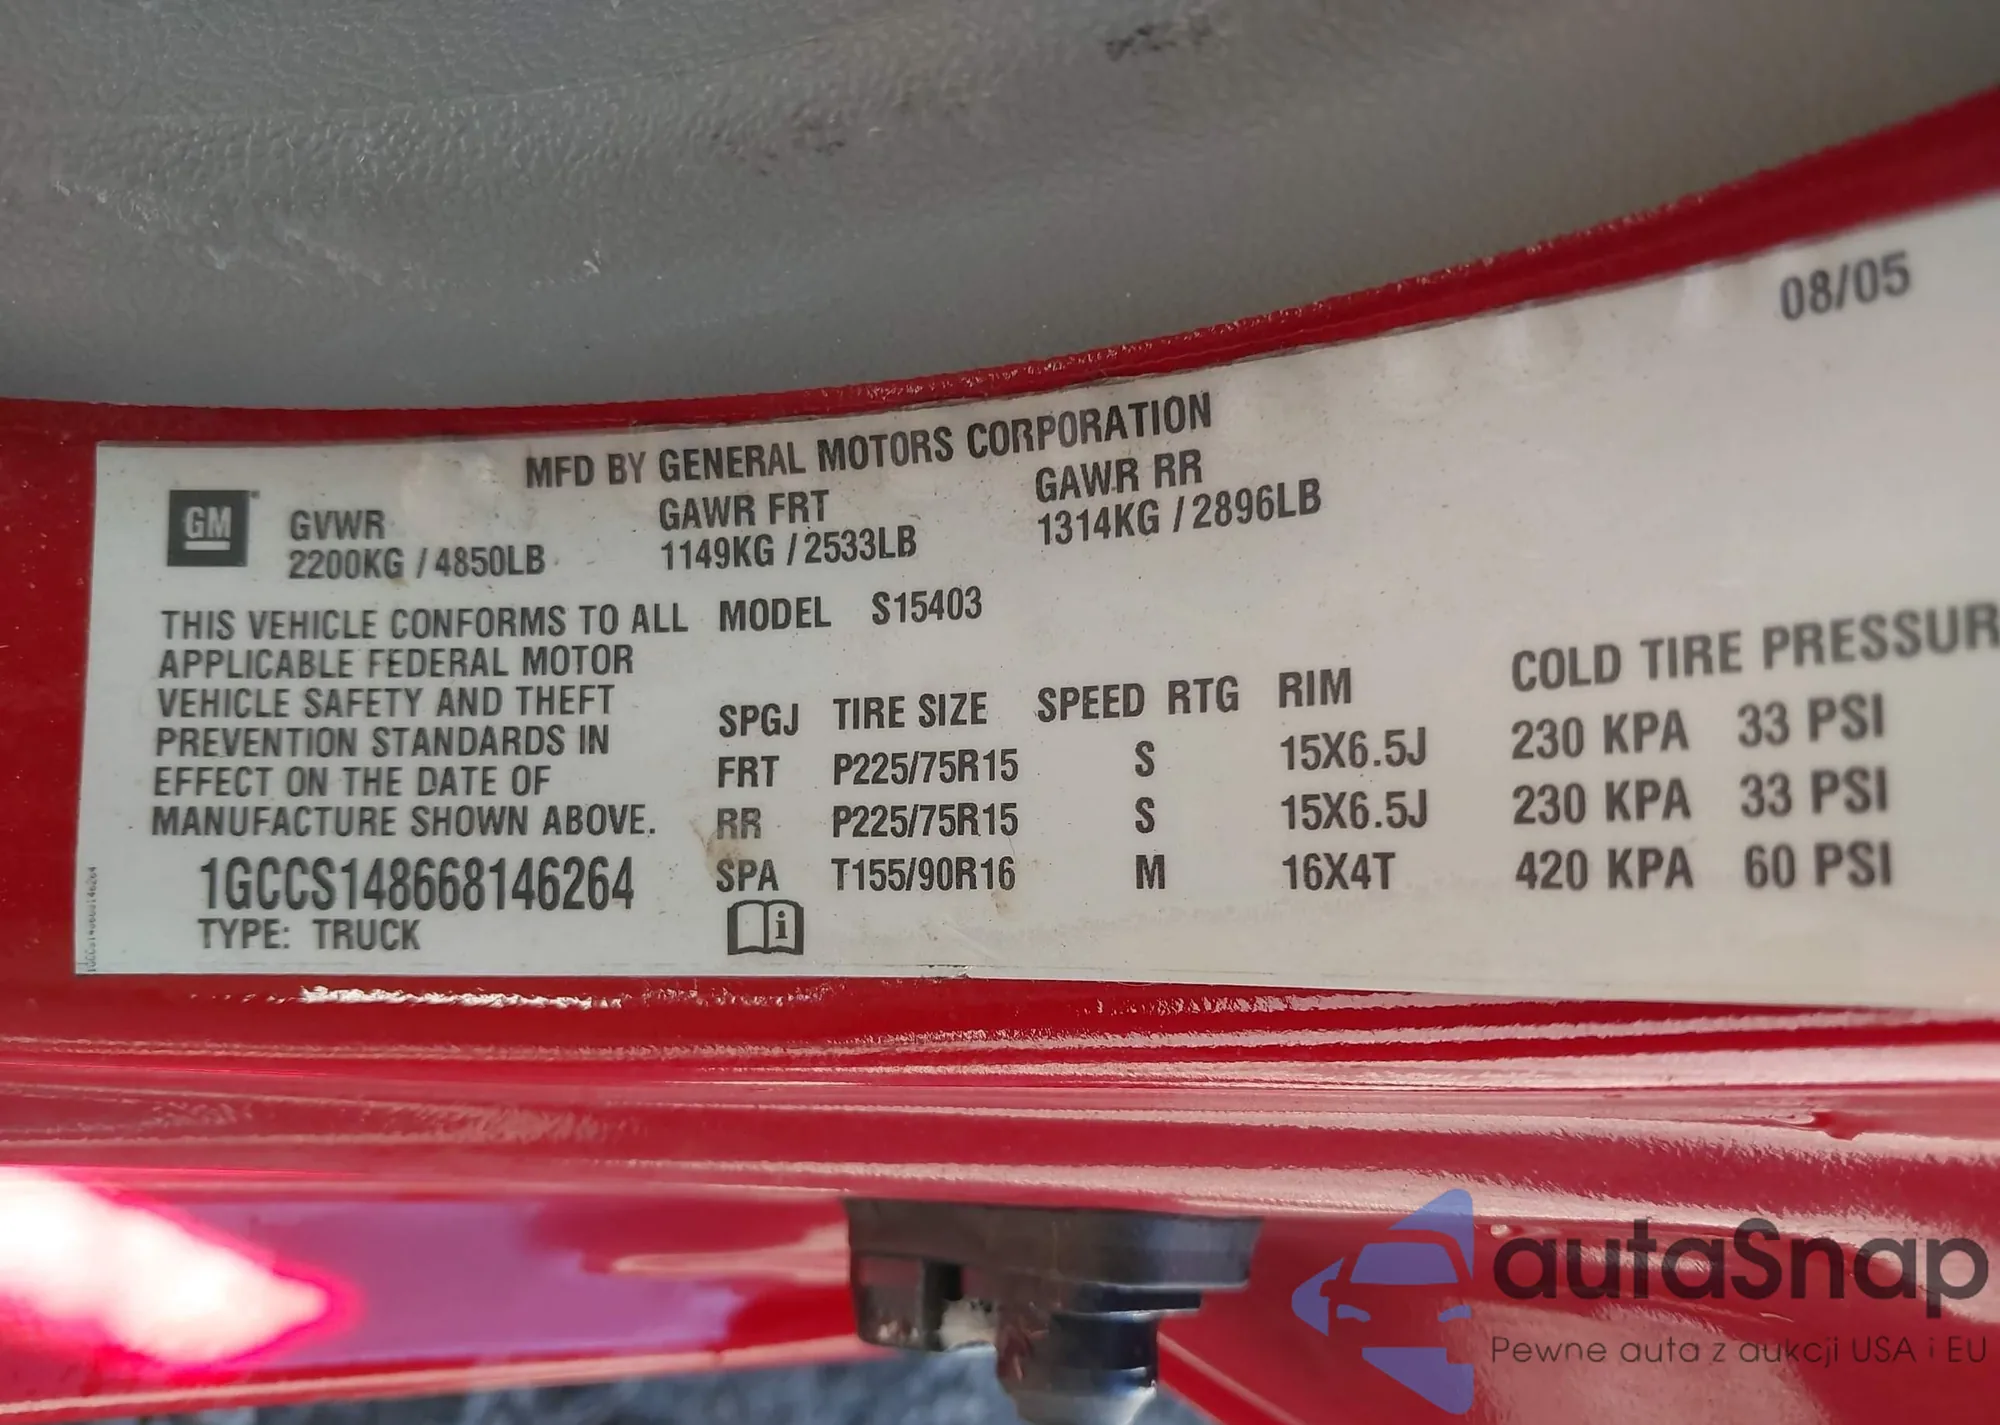 08/05
MFD BY GENERAL MOTORS CORPORATION
GM GVWR GAWR FRT GAWR RR
2200KG / 4850LB 1149KG / 2533LB 1314KG / 2896LB
THIS VEHICLE CONFORMS TO ALL
APPLICABLE FEDERAL MOTOR
VEHICLE SAFETY AND THEFT
PREVENTION STANDARDS IN
EFFECT ON THE DATE OF
MANUFACTURE SHOWN ABOVE.
1GCCS148668146264
TYPE: TRUCK
MODEL S15403
SPGJ TIRE SIZE SPEED RTG RIM COLD TIRE PRESSUR
FRT P225/75R15 S 15X6.5J 230 KPA 33 PSI
RR P225/75R15 S 15X6.5J 230 KPA 33 PSI
SPA T155/90R16 M 16X4T 420 KPA 60 PSI
i
autaSnap
Pewne auta z aukcji USA i EU